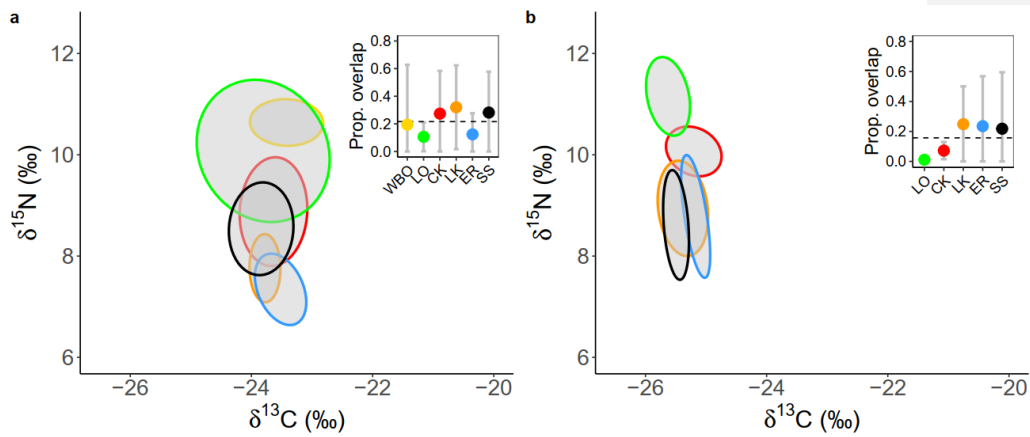 a
δ15N (‰)
12
10
8
6
−26
−24
−22
−20
δ13C (‰)
Prop. overlap
0.8
0.6
0.4
0.2
0.0
WBO
LO
CK
LK
ER
SS
b
12
10
8
6
−26
−24
−22
−20
δ13C (‰)
Prop. overlap
0.8
0.6
0.4
0.2
0.0
LO
CK
LK
ER
SS